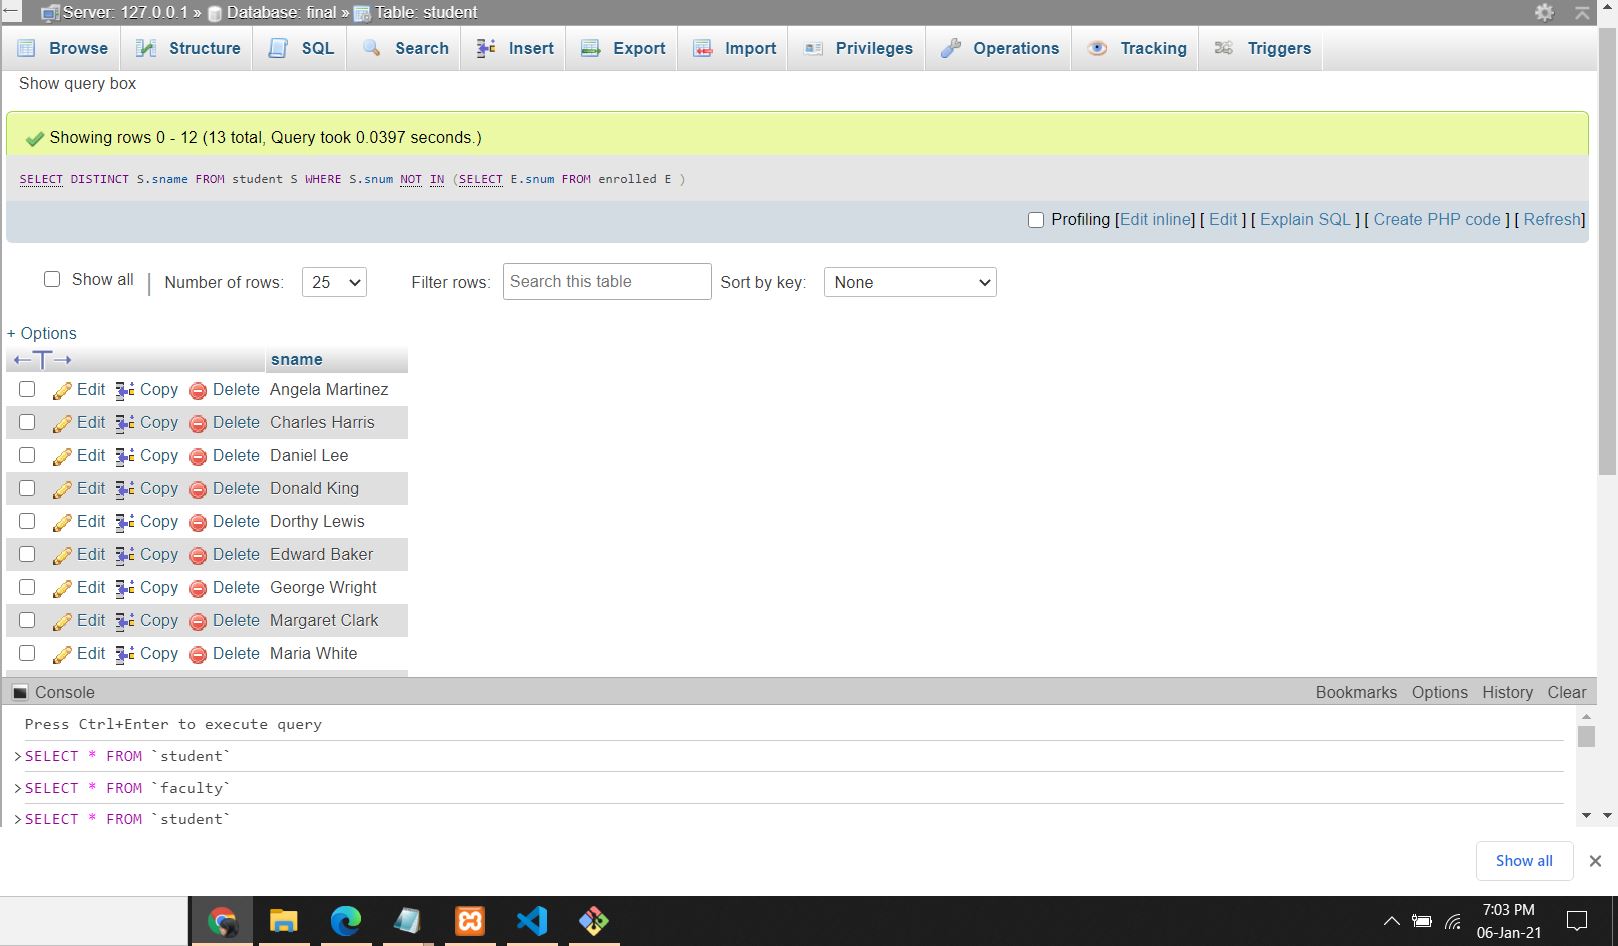 Server: 127.0.0.1 » Database: final » Table: student
Browse Structure SQL Search Insert Export Import Privileges Operations Tracking Triggers
Show query box
Showing rows 0 - 12 (13 total, Query took 0.0397 seconds.)
SELECT DISTINCT S.sname FROM student S WHERE S.snum NOT IN (SELECT E.snum FROM enrolled E )
Profiling [Edit inline] [ Edit ] [ Explain SQL ] [ Create PHP code ] [ Refresh]
Show all | Number of rows: 25 Filter rows: Search this table Sort by key: None
+ Options
←T→ sname
Edit Copy Delete Angela Martinez
Edit Copy Delete Charles Harris
Edit Copy Delete Daniel Lee
Edit Copy Delete Donald King
Edit Copy Delete Dorthy Lewis
Edit Copy Delete Edward Baker
Edit Copy Delete George Wright
Edit Copy Delete Margaret Clark
Edit Copy Delete Maria White
Console Bookmarks Options History Clear
Press Ctrl+Enter to execute query
>SELECT * FROM `student`
>SELECT * FROM `faculty`
>SELECT * FROM `student`
Show all
7:03 PM
06-Jan-21